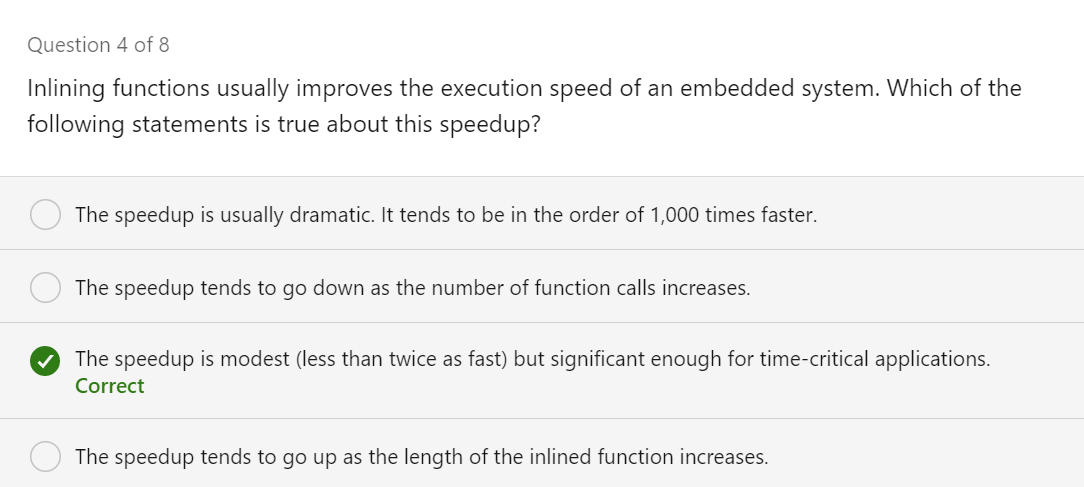 Question 4 of 8
Inlining functions usually improves the execution speed of an embedded system. Which of the
following statements is true about this speedup?
The speedup is usually dramatic. It tends to be in the order of 1,000 times faster.
The speedup tends to go down as the number of function calls increases.
The speedup is modest (less than twice as fast) but significant enough for time-critical applications.
Correct
The speedup tends to go up as the length of the inlined function increases.